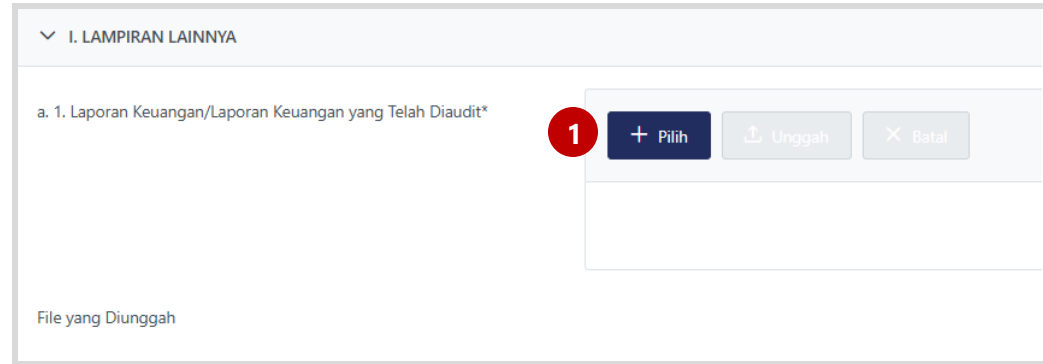 I. LAMPIRAN LAINNYA
a. 1. Laporan Keuangan/Laporan Keuangan yang Telah Diaudit*
1
+ Pilih
Unggah
Batal
File yang Diunggah